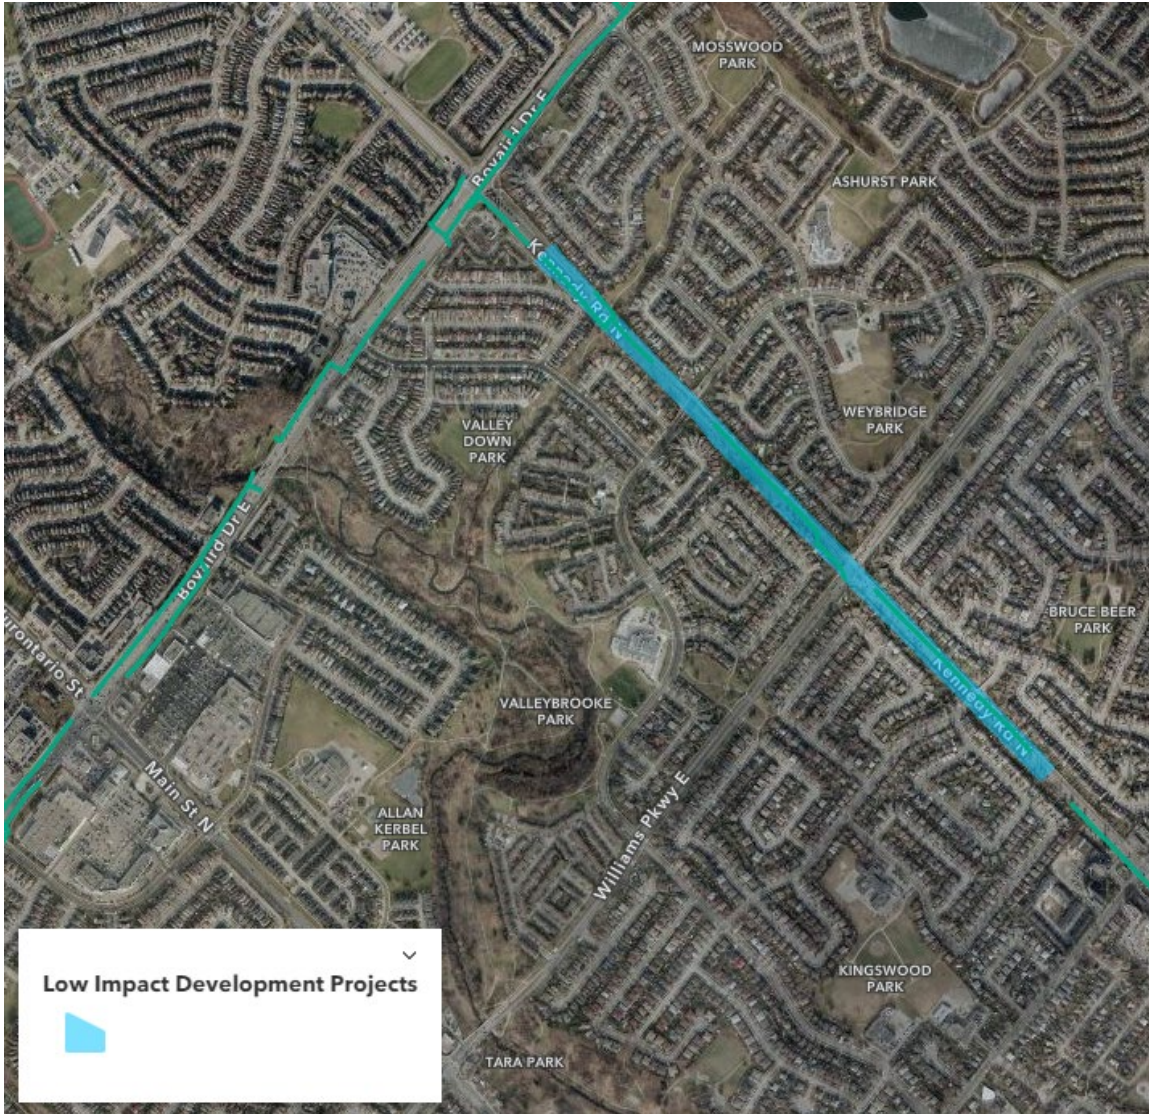 MOSSWOOD
PARK
Bovaird Dr E
ASHURST PARK
Kennedy Rd N
WEYBRIDGE
PARK
VALLEY
DOWN
PARK
Bovaird Dr E
BRUCE BEER
PARK
urontario St
Kennedy Rd N
VALLEYBROOKE
PARK
Main St N
Williams Pkwy E
ALLAN
KERBEL
PARK
Low Impact Development Projects
KINGSWOOD
PARK
TARA PARK